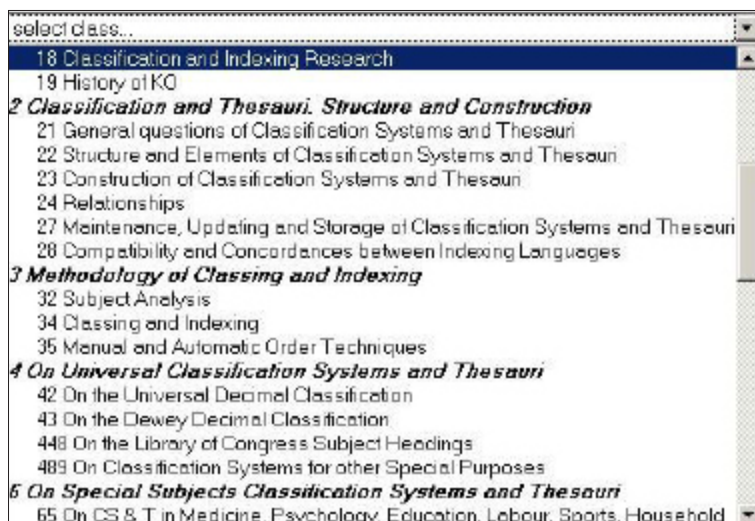 select class...
18 Classification and Indexing Research
19 History of KO
2 Classification and Thesauri. Structure and Construction
21 General questions of Classification Systems and Thesauri
22 Structure and Elements of Classification Systems and Thesauri
23 Construction of Classification Systems and Thesauri
24 Relationships
27 Maintenance, Updating and Storage of Classification Systems and Thesauri
28 Compatibility and Concordances between Indexing Languages
3 Methodology of Classing and Indexing
32 Subject Analysis
34 Classing and Indexing
35 Manual and Automatic Order Techniques
4 On Universal Classification Systems and Thesauri
42 On the Universal Decimal Classification
43 On the Dewey Decimal Classification
448 On the Library of Congress Subject Headings
489 On Classification Systems for other Special Purposes
6 On Special Subjects Classification Systems and Thesauri
65 On CS & T in Medicine, Psychology, Education, Labour, Sports, Household